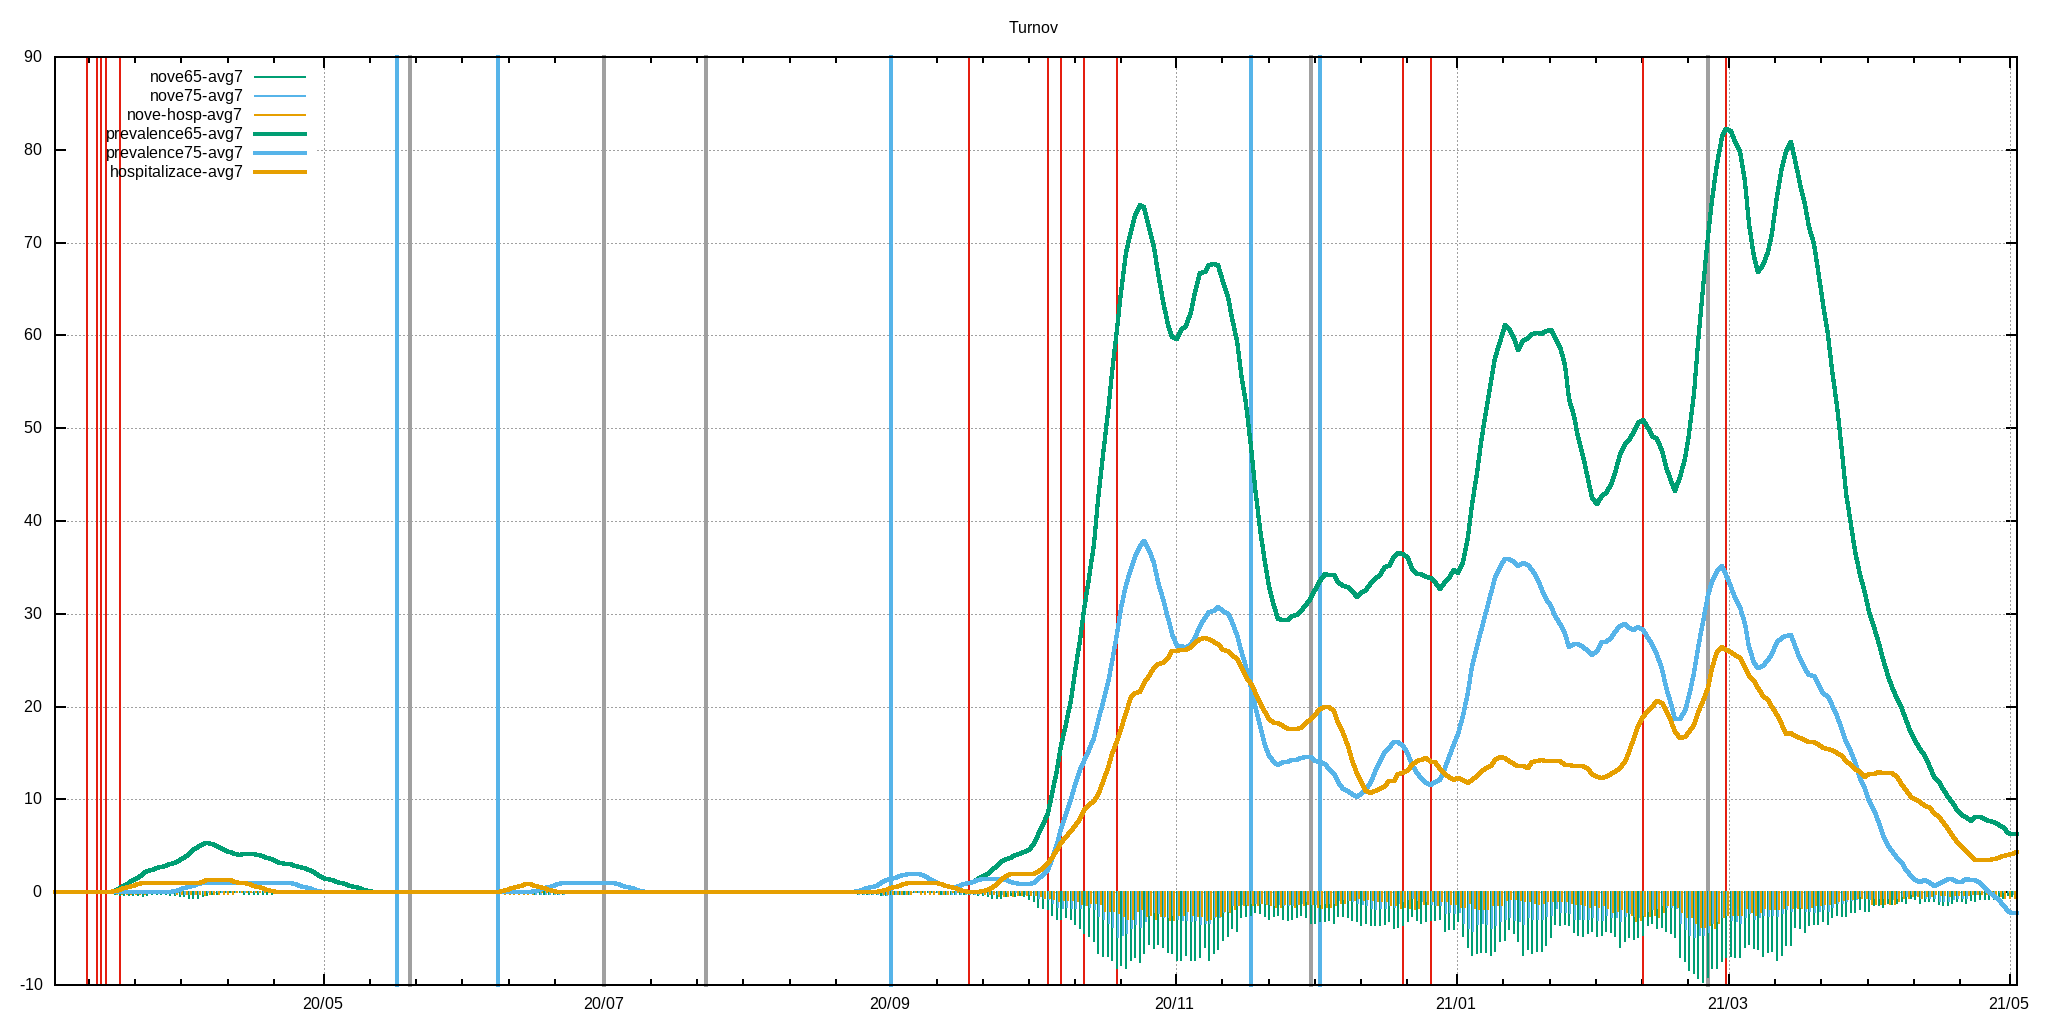 Turnov
90
80
70
60
50
40
30
20
10
0
-10
nove65-avg7
nove75-avg7
nove-hosp-avg7
prevalence65-avg7
prevalence75-avg7
hospitalizace-avg7
20/05 20/07 20/09 20/11 21/01 21/03 21/05